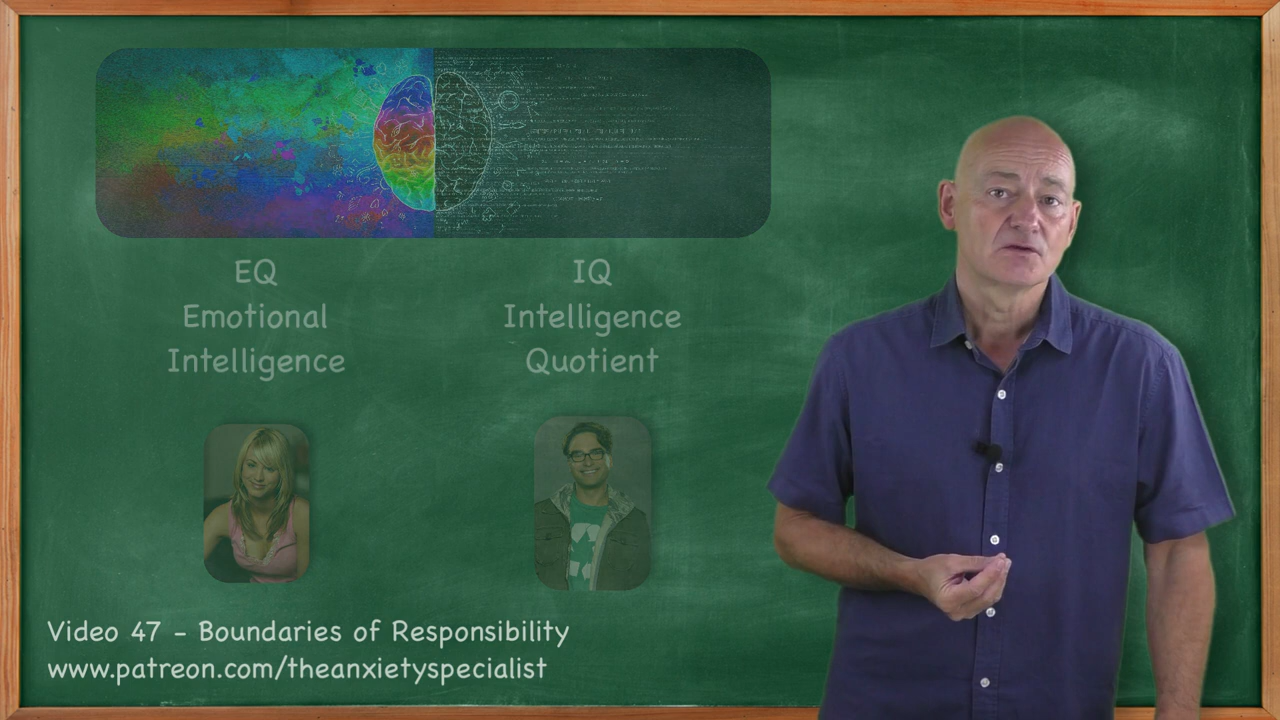 EQ
Emotional
Intelligence
IQ
Intelligence
Quotient
Video 47 - Boundaries of Responsibility
www.patreon.com/theanxietyspecialist